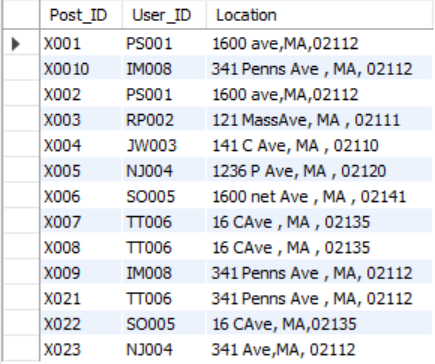 Post_ID User_ID Location
X001 PS001 1600 ave,MA,02112
X0010 IM008 341 Penns Ave , MA, 02112
X002 PS001 1600 ave,MA,02112
X003 RP002 121 MassAve, MA , 02111
X004 JW003 141 C Ave, MA , 02110
X005 NJ004 1236 P Ave, MA , 02120
X006 SO005 1600 net Ave , MA , 02141
X007 TT006 16 CAve , MA , 02135
X008 TT006 16 CAve , MA , 02135
X009 IM008 341 Penns Ave , MA, 02112
X021 TT006 341 Penns Ave , MA, 02112
X022 SO005 16 CAve, MA,02135
X023 NJ004 341 Ave,MA, 02112